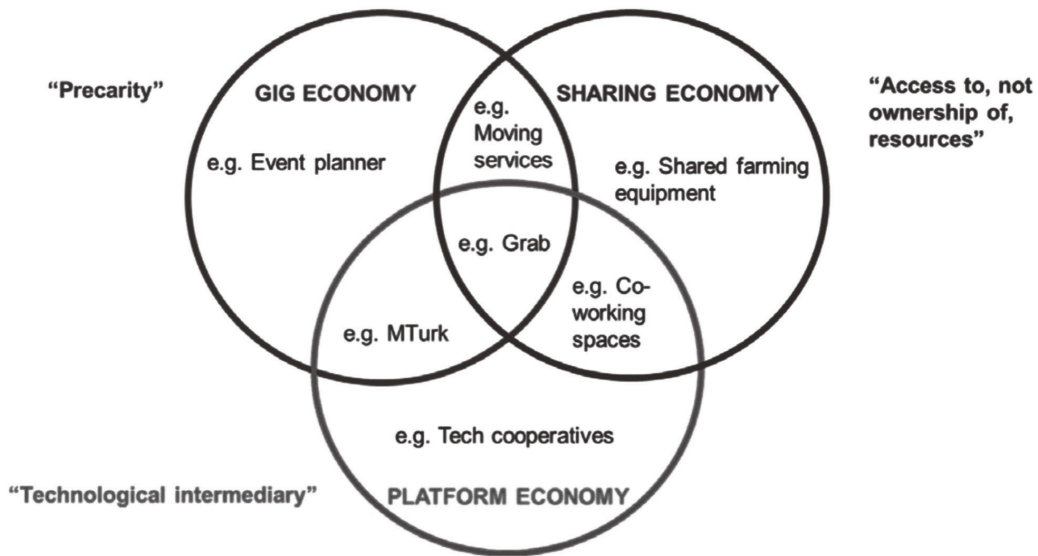 “Precarity”
GIG ECONOMY
e.g. Event planner
e.g.
Moving
services
SHARING ECONOMY
e.g. Shared farming
equipment
“Access to, not
ownership of,
resources”
e.g. Grab
e.g. MTurk
e.g. Co-
working
spaces
e.g. Tech cooperatives
“Technological intermediary”
PLATFORM ECONOMY